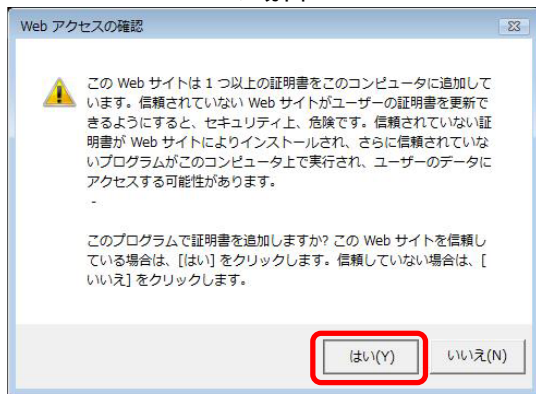 Web アクセスの確認
この Web サイトは 1 つ以上の証明書をこのコンピュータに追加して
います。信頼されていない Web サイトがユーザーの証明書を更新で
きるようにすると、セキュリティ上、危険です。信頼されていない証
明書が Web サイトによりインストールされ、さらに信頼されていな
いプログラムがこのコンピュータ上で実行され、ユーザーのデータに
アクセスする可能性があります。
-
このプログラムで証明書を追加しますか? この Web サイトを信頼し
ている場合は、[はい] をクリックします。信頼していない場合は、[
いいえ] をクリックします。
はい(Y) いいえ(N)